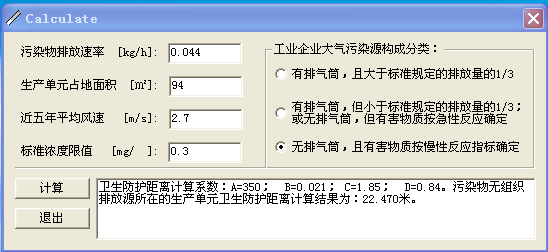 Calculate
污染物排放速率 [kg/h]: 0.044
生产单元占地面积 [㎡]: 94
近五年平均风速 [m/s]: 2.7
标准浓度限值 [mg/ ]: 0.3
工业企业大气污染源构成分类:
有排气筒,且大于标准规定的排放量的1/3
有排气筒,但小于标准规定的排放量的1/3;
或无排气筒,但有害物质按急性反应确定
无排气筒,且有害物质按慢性反应指标确定
计算
退出
卫生防护距离计算系数:A=350; B=0.021; C=1.85; D=0.84。污染物无组织
排放源所在的生产单元卫生防护距离计算结果为:22.470米。